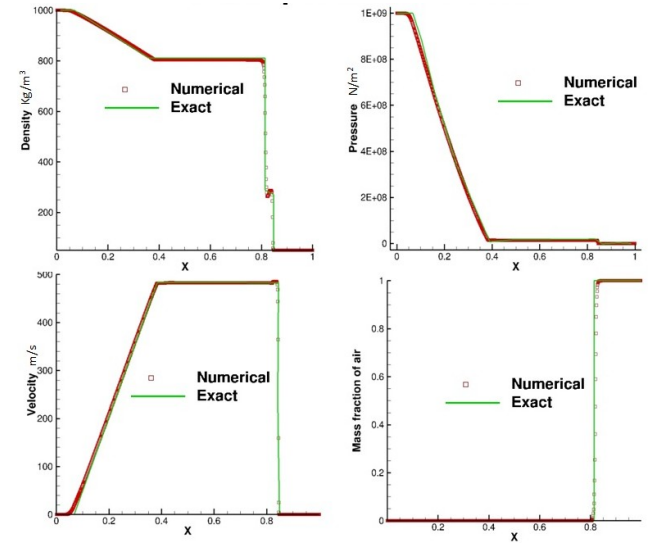 1000
800
600
400
200
Density Kg/m³
Numerical
Exact
0
0.2
0.4
0.6
0.8
1
X
1E+09
8E+08
6E+08
4E+08
2E+08
0
Pressure N/m²
Numerical
Exact
0
0.2
0.4
0.6
0.8
1
X
500
400
300
200
100
0
Velocity m/s
Numerical
Exact
0
0.2
0.4
0.6
0.8
X
1
0.8
0.6
0.4
0.2
0
Mass fraction of air
Numerical
Exact
0.2
0.4
0.6
0.8
X